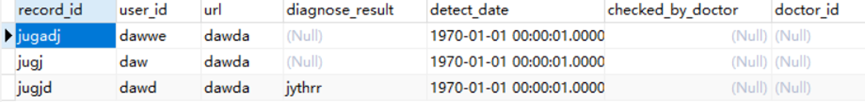 record_id user_id url diagnose_result detect_date checked_by_doctor doctor_id
jugadj dawwe dawda (Null) 1970-01-01 00:00:01.0000 (Null) (Null)
jugj daw dawda (Null) 1970-01-01 00:00:01.0000 (Null) (Null)
jugjd dawd dawda jythrr 1970-01-01 00:00:01.0000 (Null) (Null)